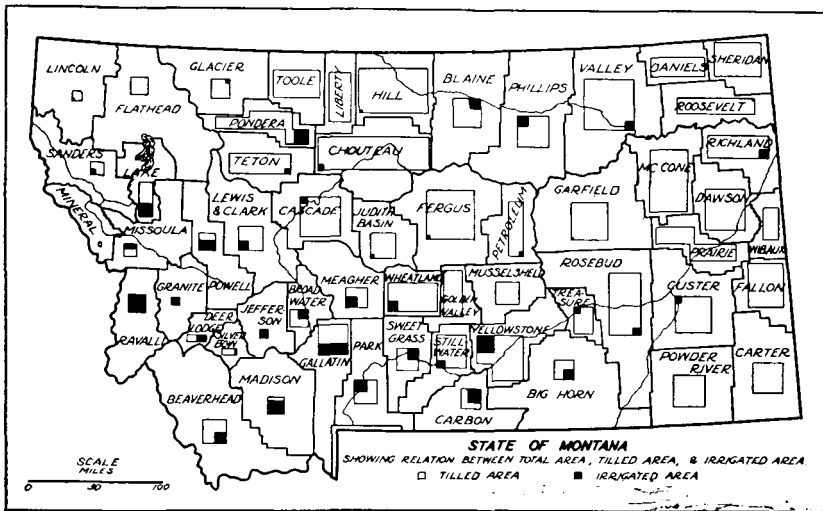 LINCOLN
FLATHEAD
GLACIER
TOOLE
LIBERTY
HILL
BLAINE
PHILLIPS
VALLEY
DANIELS
SHERIDAN
ROOSEVELT
PONDERA
TETON
CHOUTEAU
SANDERS
LAKE
MINERAL
MISSOULA
LEWIS
& CLARK
CASCADE
JUDITH
BASIN
FERGUS
PETROLEUM
GARFIELD
MC CONE
RICHLAND
DAWSON
PRAIRIE
WIBAUX
GRANITE
POWELL
RAVALLI
DEER
LODGE
SILVER
BOW
JEFFER-
SON
BROAD
WATER
MEAGHER
WHEATLAND
GOLDEN
VALLEY
MUSSELSHELL
ROSEBUD
TREA-
SURE
CUSTER
FALLON
GALLATIN
PARK
SWEET
GRASS
STILL
WATER
YELLOWSTONE
BIG HORN
POWDER
RIVER
CARTER
MADISON
BEAVERHEAD
CARBON
STATE OF MONTANA
SHOWING RELATION BETWEEN TOTAL AREA, TILLED AREA, & IRRIGATED AREA
TILLED AREA IRRIGATED AREA
SCALE
MILES
0 50 100